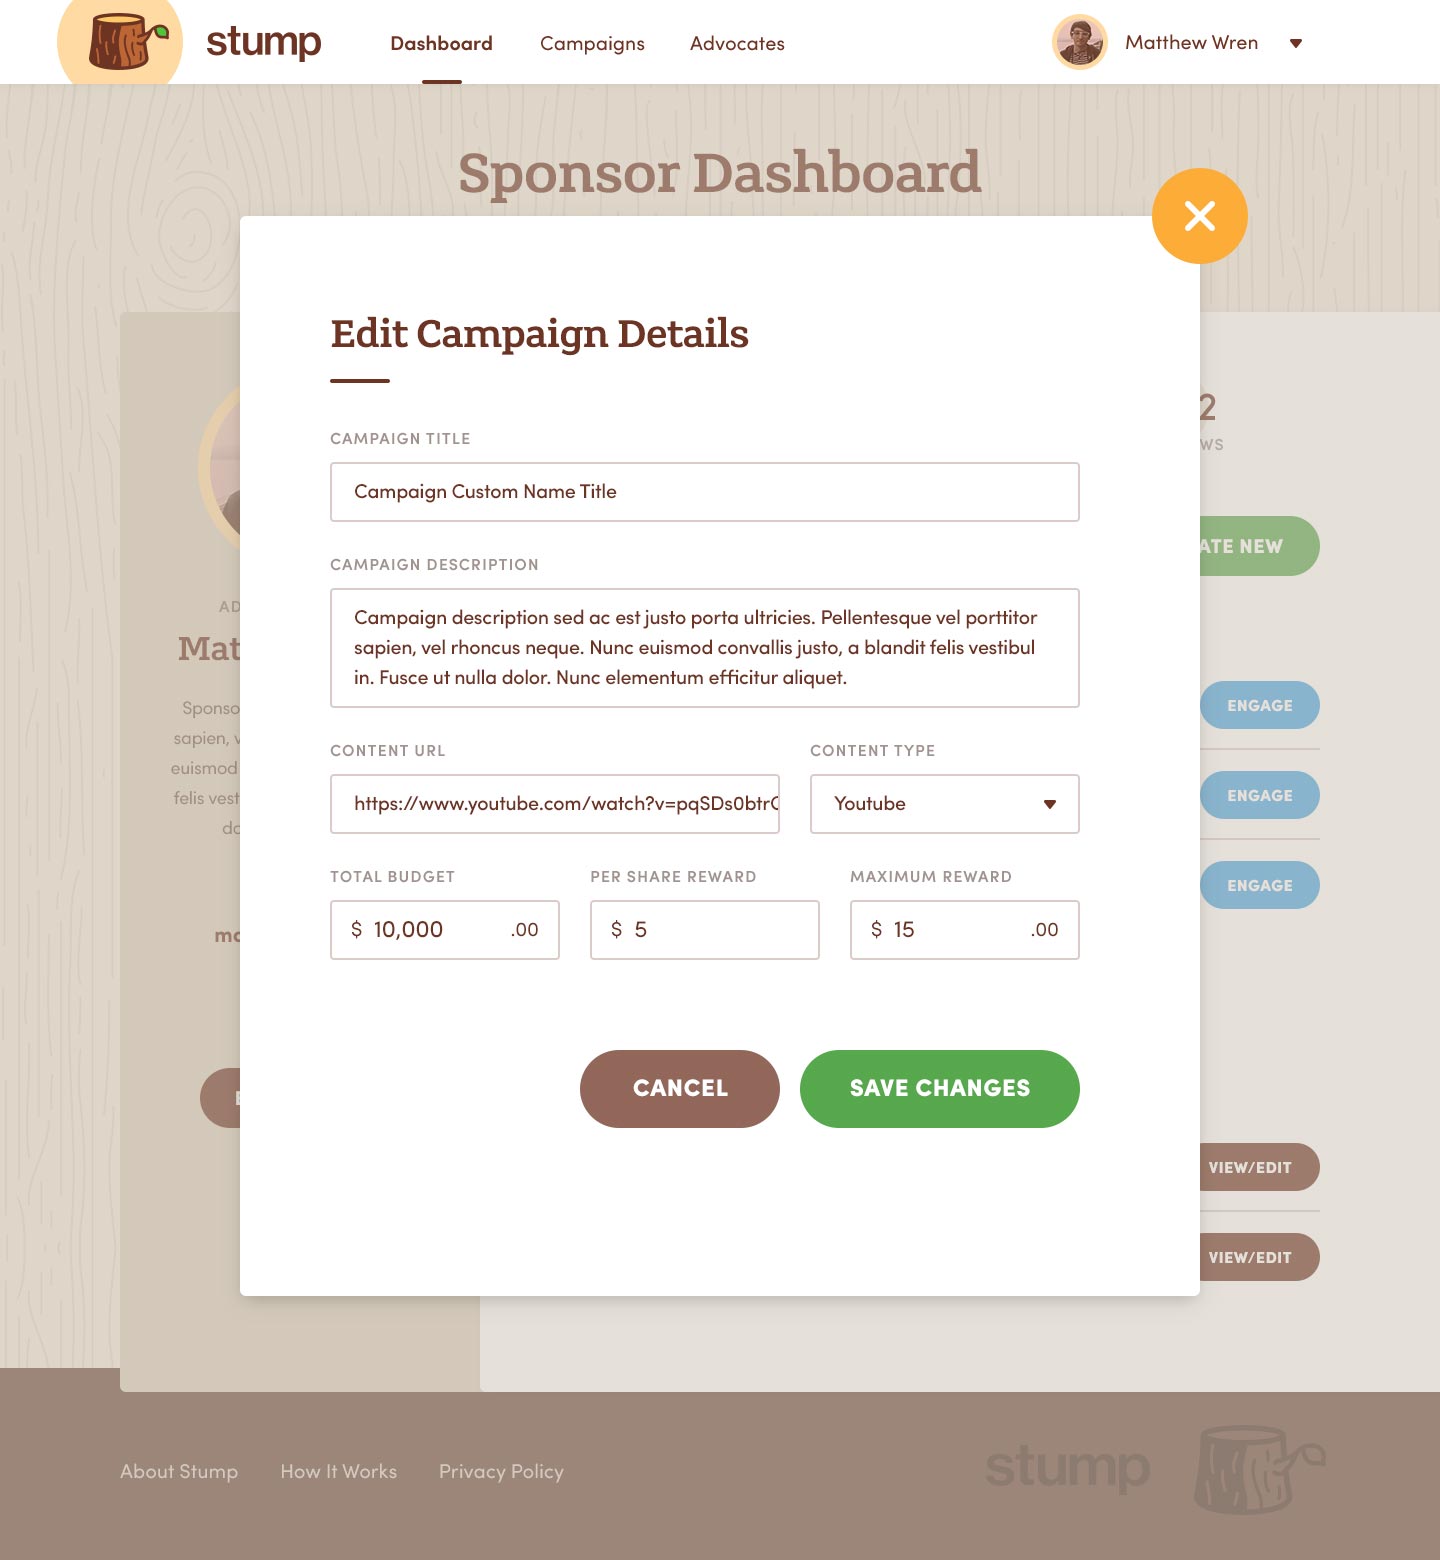 stump
Dashboard
Campaigns
Advocates
Matthew Wren
Sponsor Dashboard
Edit Campaign Details
CAMPAIGN TITLE
Campaign Custom Name Title
CAMPAIGN DESCRIPTION
Campaign description sed ac est justo porta ultricies. Pellentesque vel porttitor
sapien, vel rhoncus neque. Nunc euismod convallis justo, a blandit felis vestibul
in. Fusce ut nulla dolor. Nunc elementum efficitur aliquet.
CONTENT URL
https://www.youtube.com/watch?v=pqSDs0btr
CONTENT TYPE
Youtube
TOTAL BUDGET
$ 10,000 .00
PER SHARE REWARD
$ 5
MAXIMUM REWARD
$ 15 .00
CANCEL
SAVE CHANGES
AD
Mat
Sponso
sapien, v
euismod
felis vest
do
2
WS
ATE NEW
ENGAGE
ENGAGE
ENGAGE
VIEW/EDIT
VIEW/EDIT
About Stump
How It Works
Privacy Policy
stump